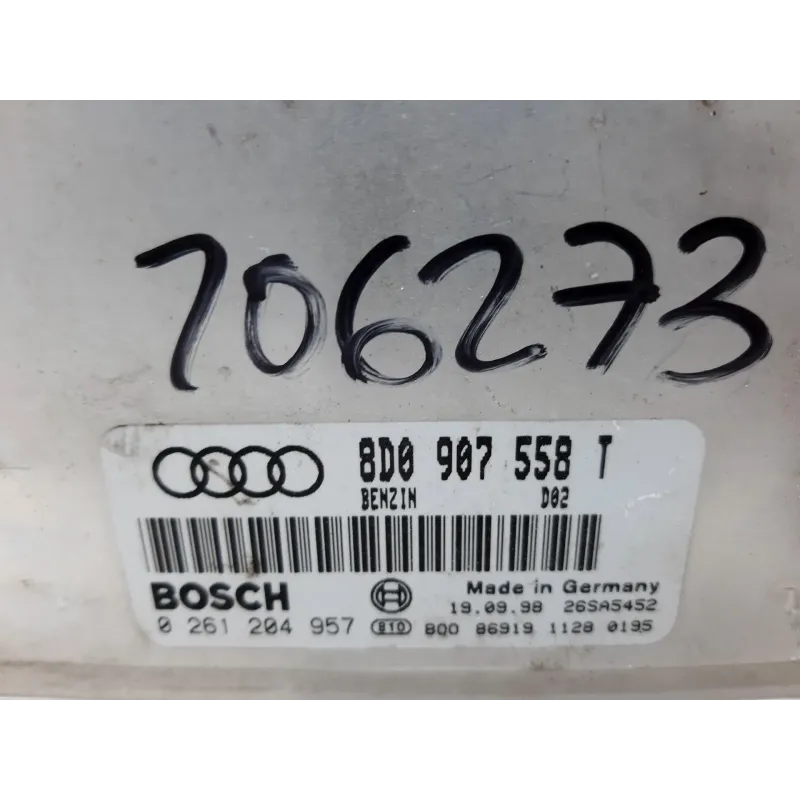 706273
8D0 907 558 T
BENZIN D02
BOSCH Made in Germany
19.09.98 26SA5452
0 261 204 957 810 8Q0 86919 1128 0195